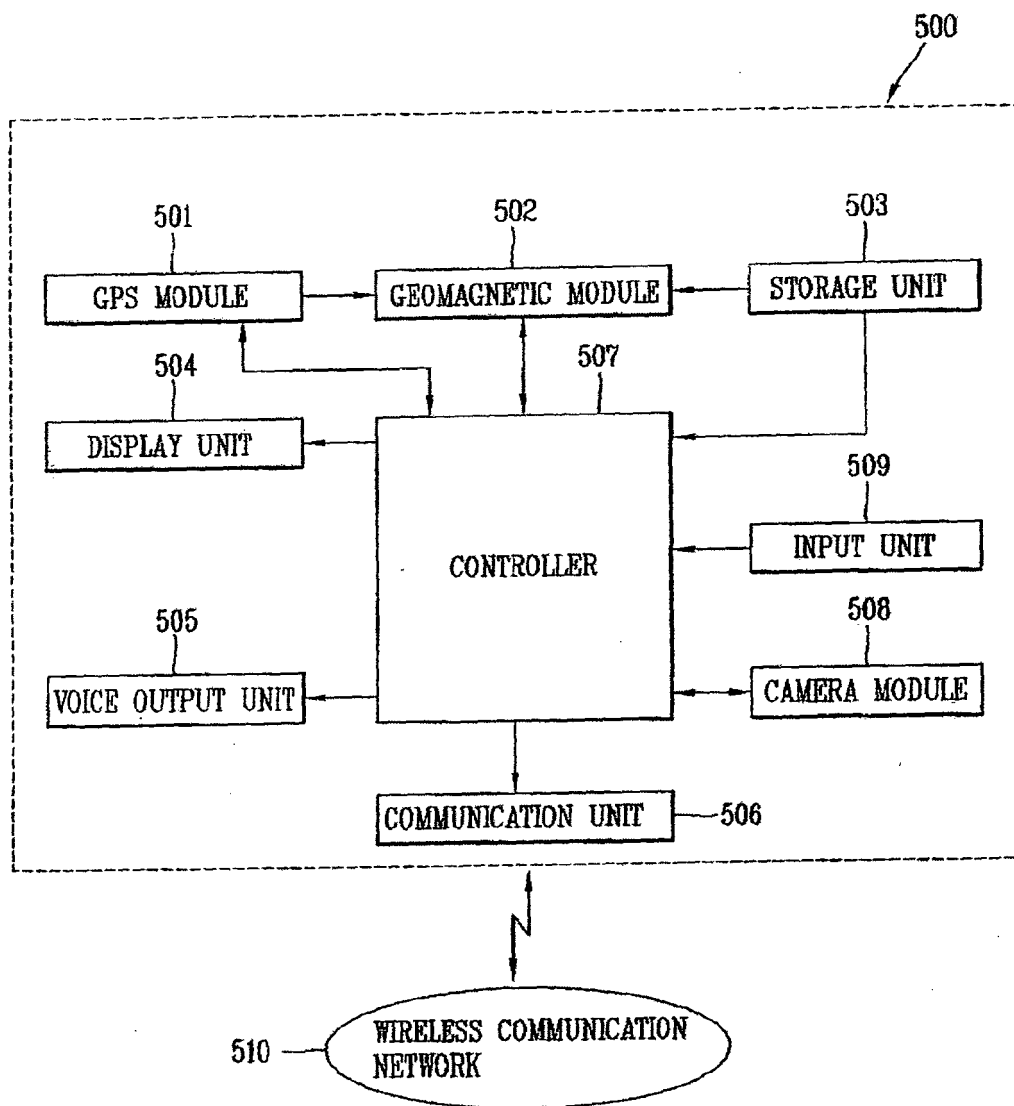 500
501
502
503
GPS MODULE
GEOMAGNETIC MODULE
STORAGE UNIT
504
507
DISPLAY UNIT
509
CONTROLLER
INPUT UNIT
505
508
VOICE OUTPUT UNIT
CAMERA MODULE
COMMUNICATION UNIT
506
510
WIRELESS COMMUNICATION
NETWORK